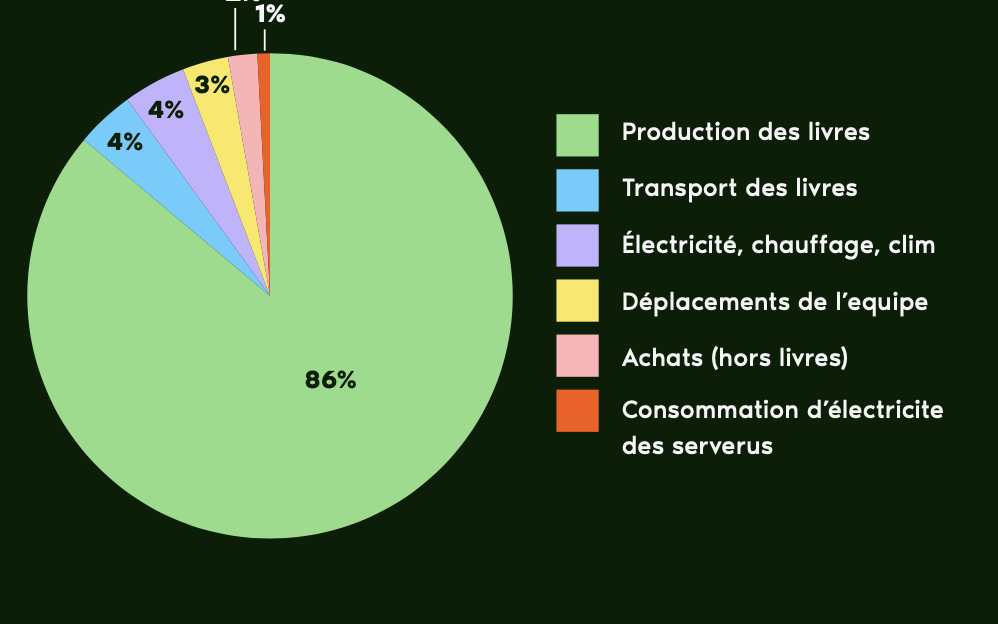 1%
3%
4%
4%
86%
Production des livres
Transport des livres
Électricité, chauffage, clim
Déplacements de l’equipe
Achats (hors livres)
Consommation d’électricite
des serverus